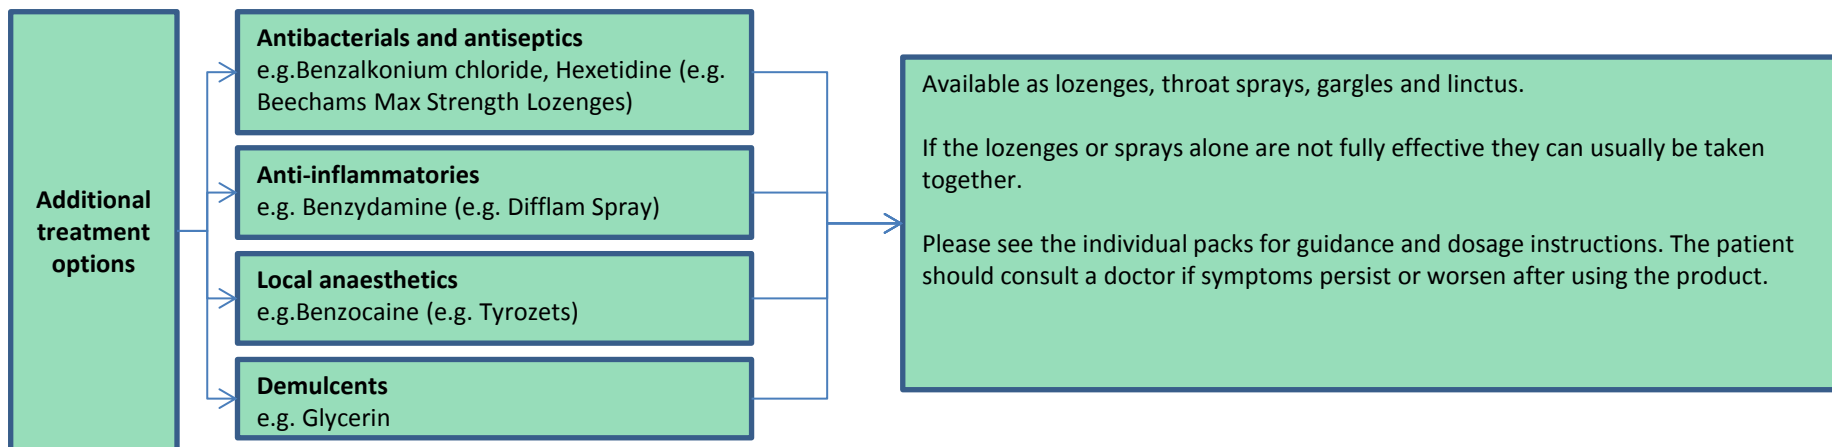 Additional
treatment
options
Antibacterials and antiseptics
e.g.Benzalkonium chloride, Hexetidine (e.g.
Beechams Max Strength Lozenges)
Anti-inflammatories
e.g. Benzydamine (e.g. Difflam Spray)
Local anaesthetics
e.g.Benzocaine (e.g. Tyrozets)
Demulcents
e.g. Glycerin
Available as lozenges, throat sprays, gargles and linctus.
If the lozenges or sprays alone are not fully effective they can usually be taken
together.
Please see the individual packs for guidance and dosage instructions. The patient
should consult a doctor if symptoms persist or worsen after using the product.